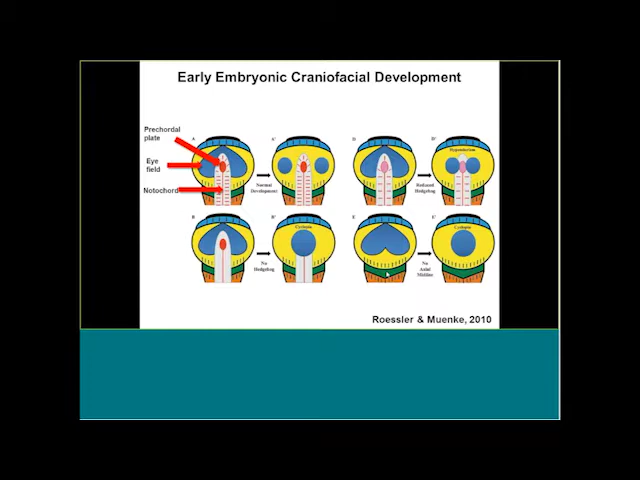 Early Embryonic Craniofacial Development
Prechordal
plate
Eye
field
Notochord
A
A'
D
D'
Hypotelorism
Normal
Development
Reduced
Hedgehog
B
B'
Cyclopia
E
E'
Cyclopia
No
Hedgehog
No
Axial
Midline
Roessler & Muenke, 2010